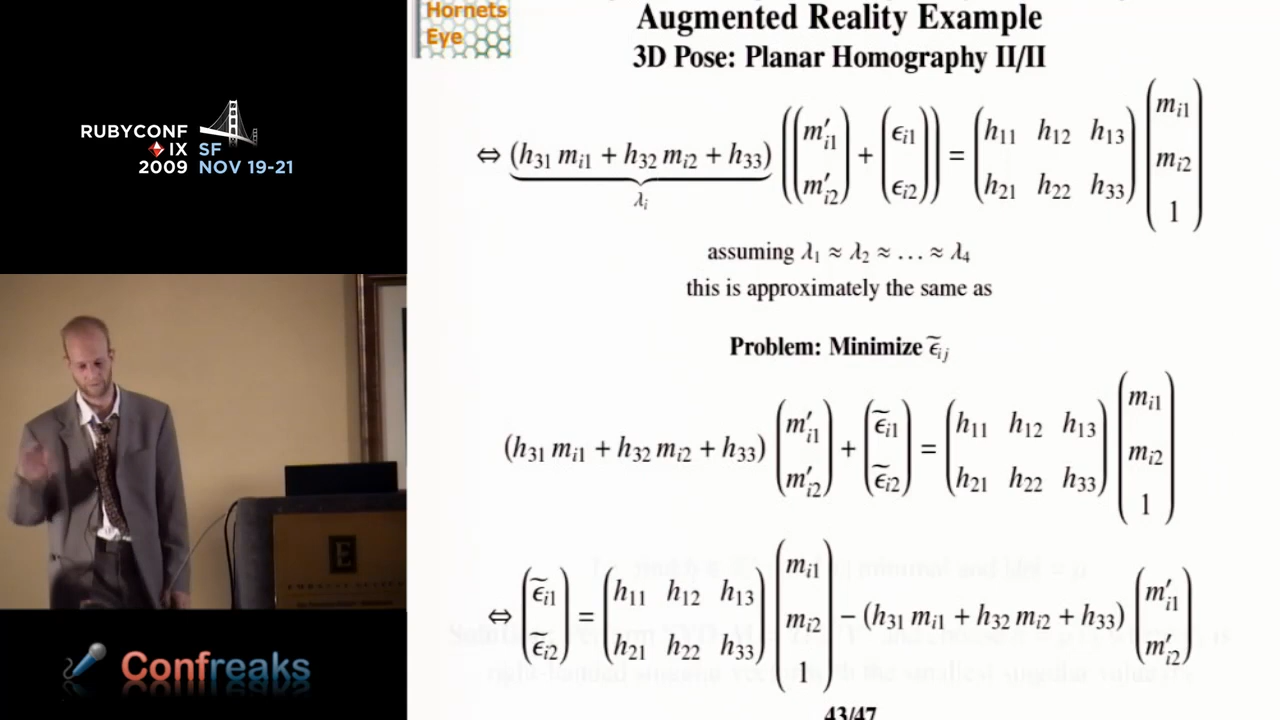 Hornets
Eye
Augmented Reality Example
3D Pose: Planar Homography II/II
RUBYCONF
IX SF
2009 NOV 19-21
⇔ (h₃₁ mᵢ₁ + h₃₂ mᵢ₂ + h₃₃) ((m′ᵢ₁ m′ᵢ₂) + (ϵᵢ₁ ϵᵢ₂)) = (h₁₁ h₁₂ h₁₃ h₂₁ h₂₂ h₃₃) (mᵢ₁ mᵢ₂ 1)
λᵢ
assuming λ₁ ≈ λ₂ ≈ … ≈ λ₄
this is approximately the same as
Problem: Minimize ϵ̃ᵢⱼ
(h₃₁ mᵢ₁ + h₃₂ mᵢ₂ + h₃₃) (m′ᵢ₁ m′ᵢ₂) + (ϵ̃ᵢ₁ ϵ̃ᵢ₂) = (h₁₁ h₁₂ h₁₃ h₂₁ h₂₂ h₃₃) (mᵢ₁ mᵢ₂ 1)
⇔ (ϵ̃ᵢ₁ ϵ̃ᵢ₂) = (h₁₁ h₁₂ h₁₃ h₂₁ h₂₂ h₃₃) (mᵢ₁ mᵢ₂ 1) − (h₃₁ mᵢ₁ + h₃₂ mᵢ₂ + h₃₃) (m′ᵢ₁ m′ᵢ₂)
43/47
E
Confreaks